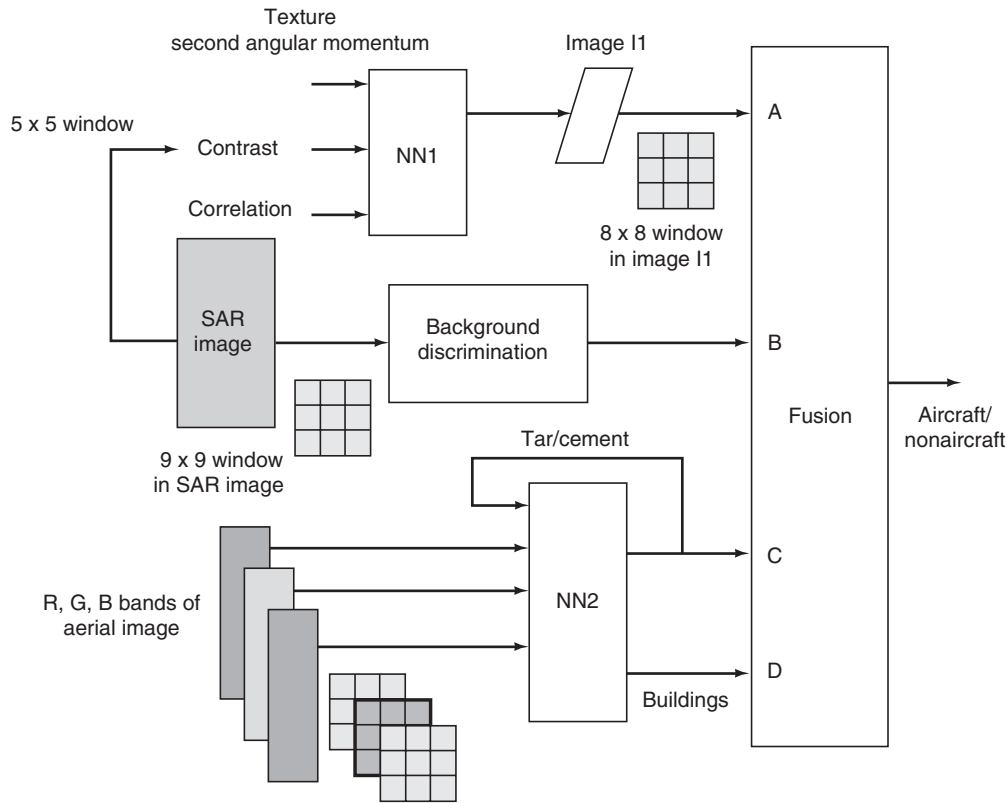 Texture
second angular momentum
Image I1
5 x 5 window
Contrast
NN1
A
Correlation
8 x 8 window
in image I1
SAR
image
Background
discrimination
B
Fusion
Aircraft/
nonaircraft
9 x 9 window
in SAR image
Tar/cement
C
NN2
R, G, B bands of
aerial image
D
Buildings